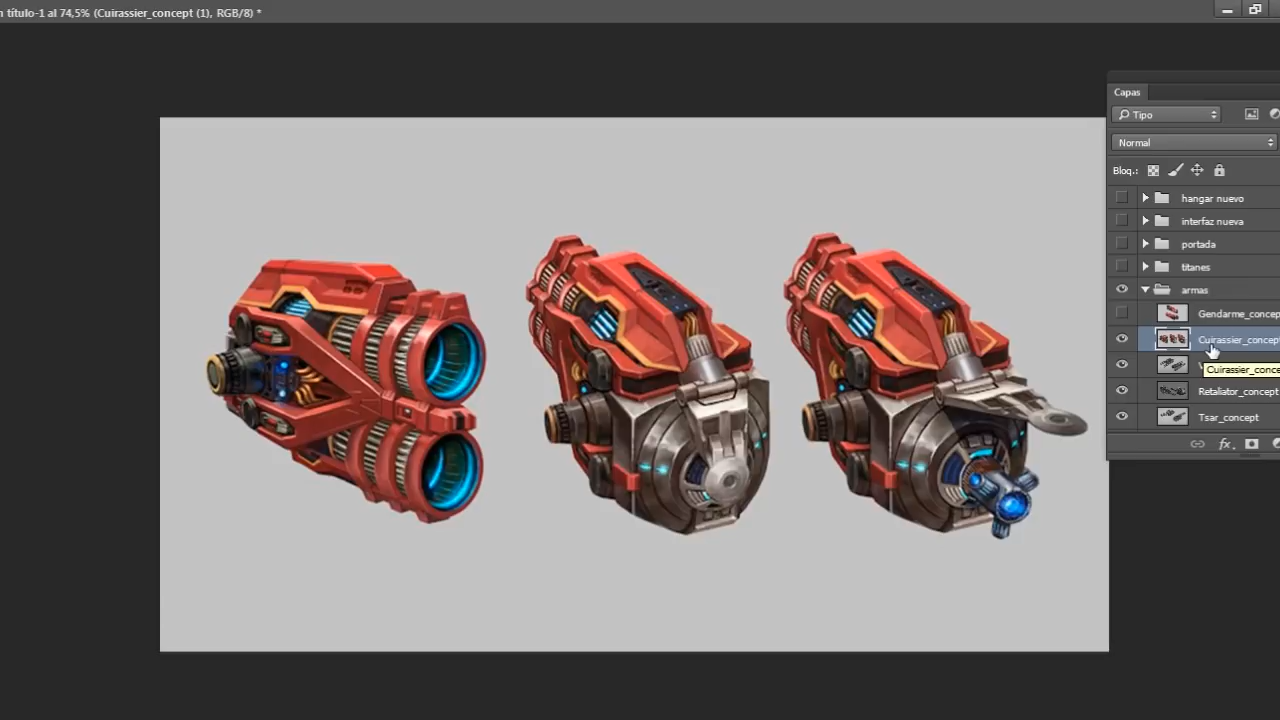 n título-1 al 74,5% (Cuirassier_concept (1), RGB/8) *
Capas
Tipo
Normal
Bloq.:
hangar nuevo
interfaz nueva
portada
titanes
armas
Gendarme_concep
Cuirassier_concept
Cuirassier_conce
Retaliator_concept
Tsar_concept
fx